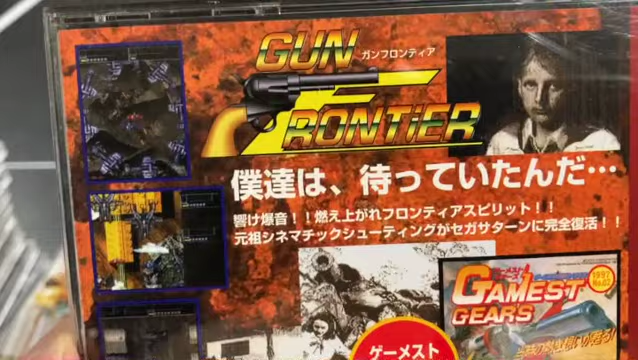 GUN
ガンフロンティア
FRONTiER
僕達は、待っていたんだ…
響け爆音！！燃え上がれフロンティアスピリット！！
元祖シネマチックシューティングがセガサターンに完全復活！！
GAMEST
GEARS
1997
ゲーメスト